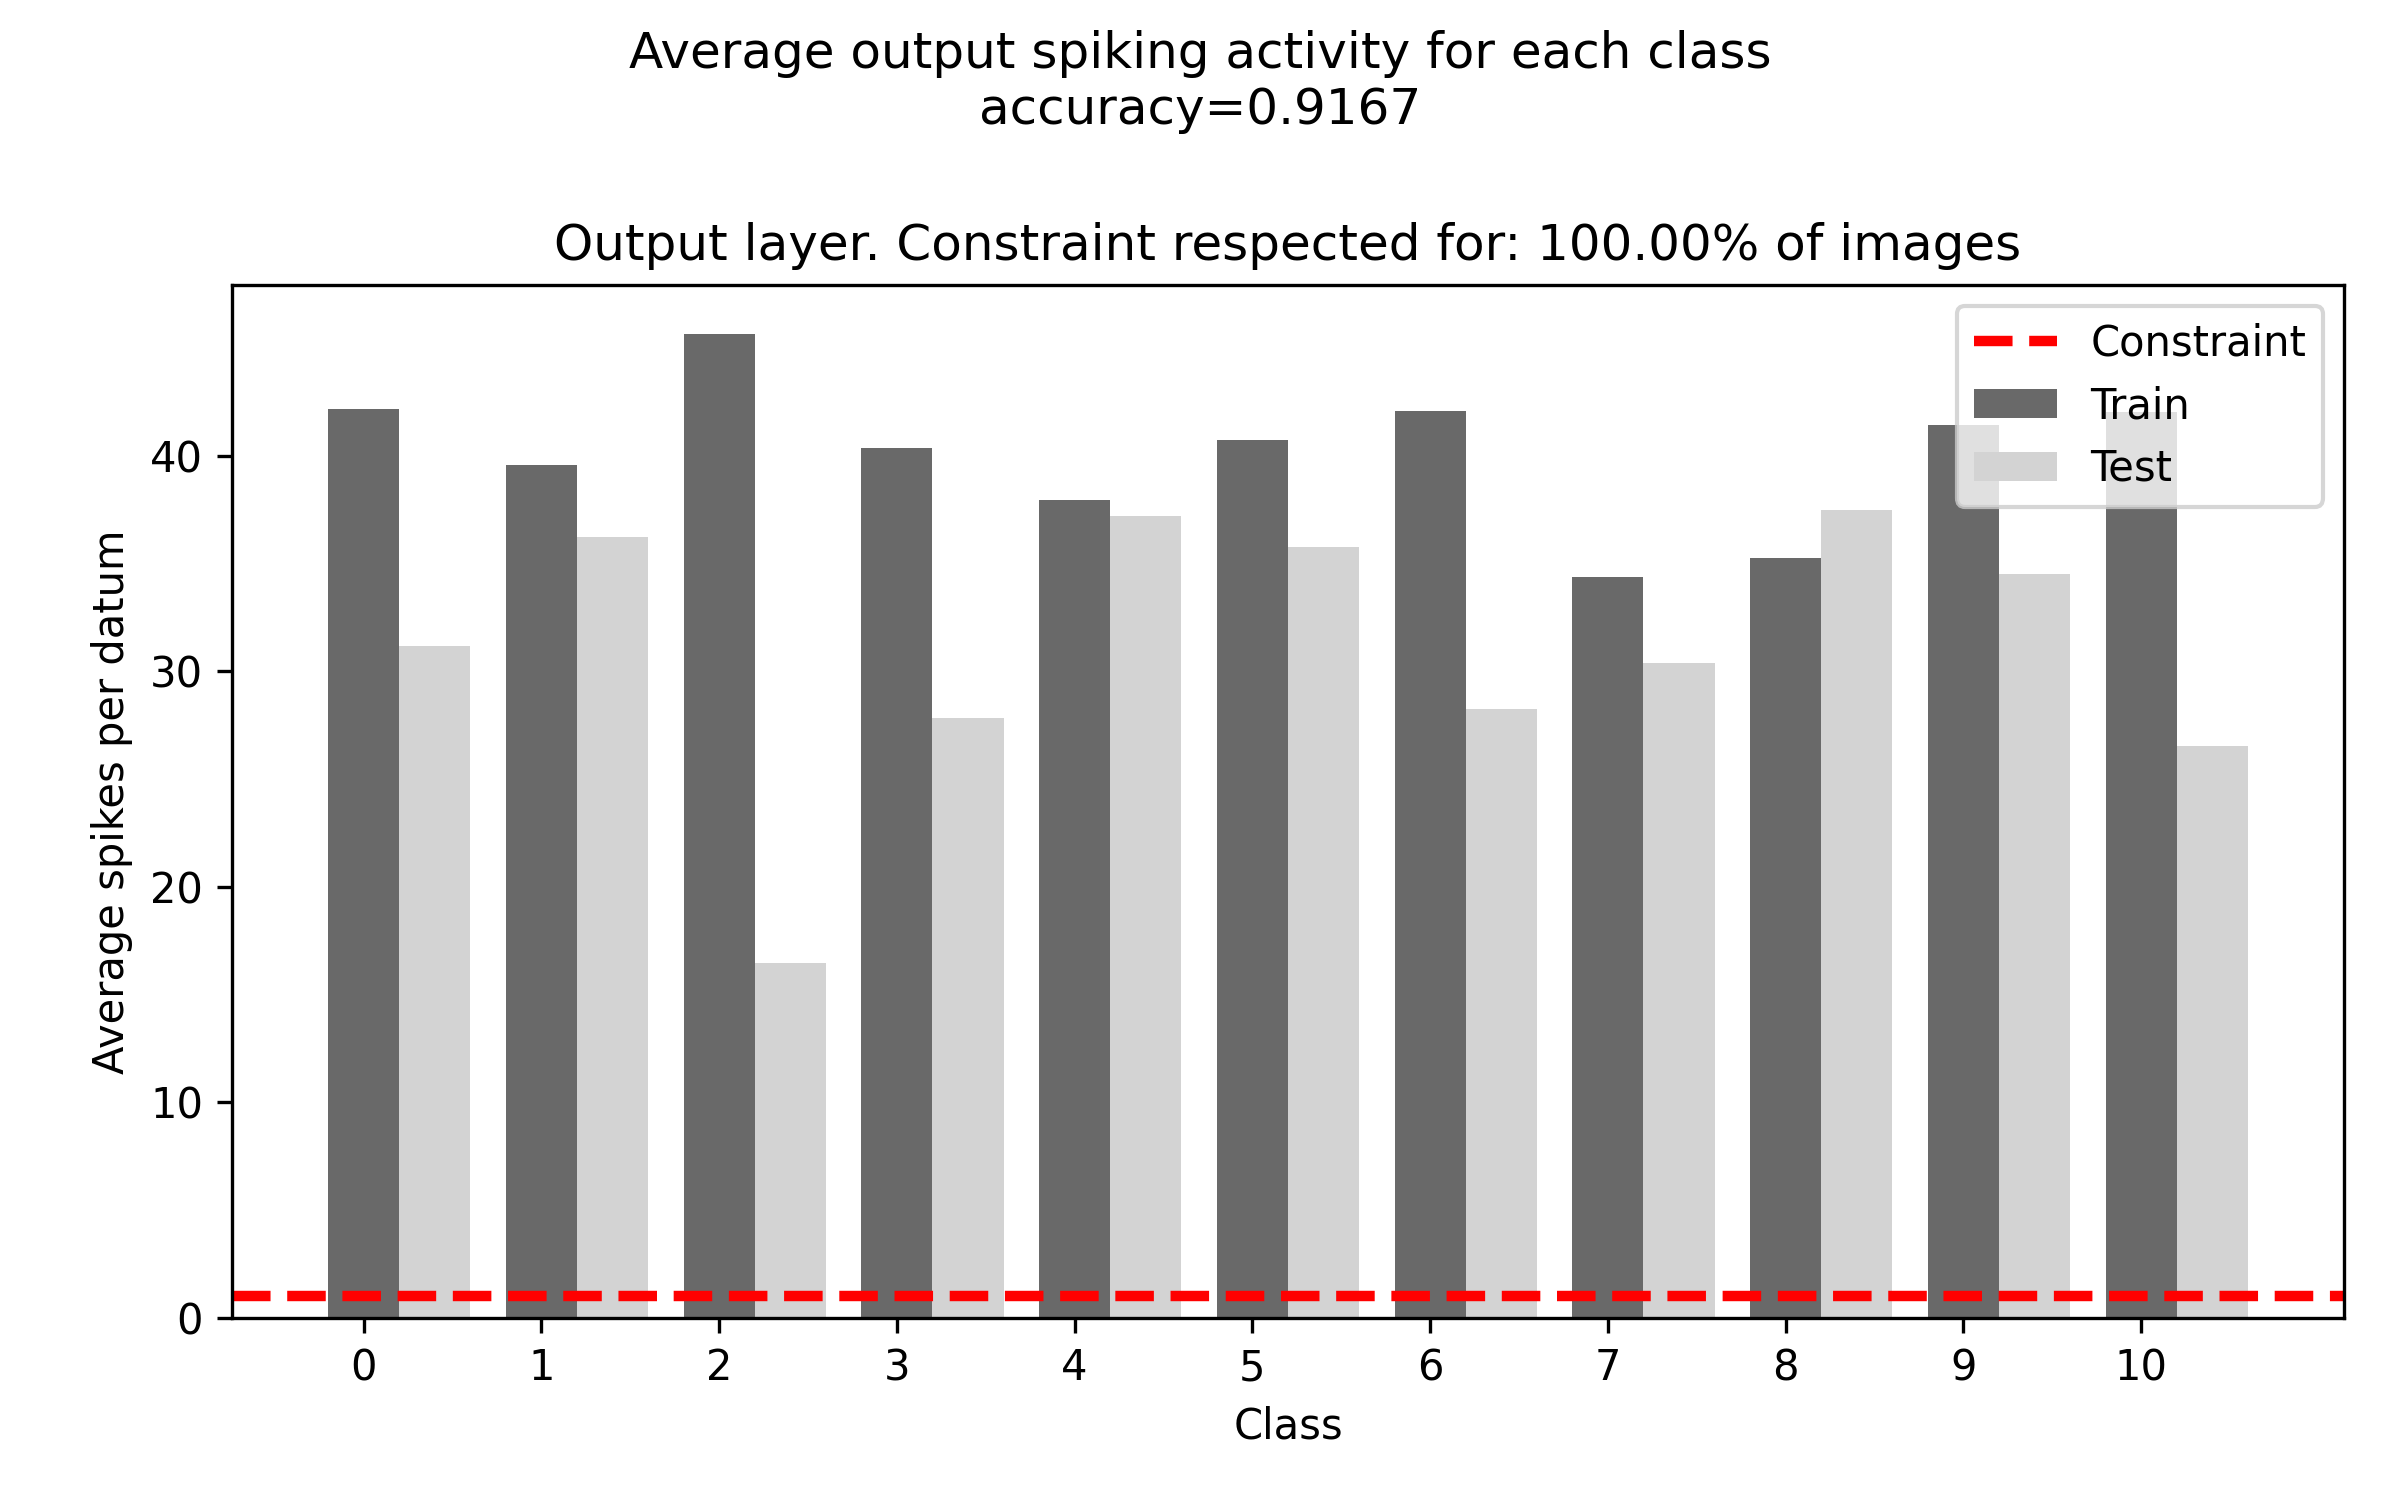 Average output spiking activity for each class
accuracy=0.9167
Output layer. Constraint respected for: 100.00% of images
Constraint
Train
Test
Average spikes per datum
40
30
20
10
0
0 1 2 3 4 5 6 7 8 9 10
Class